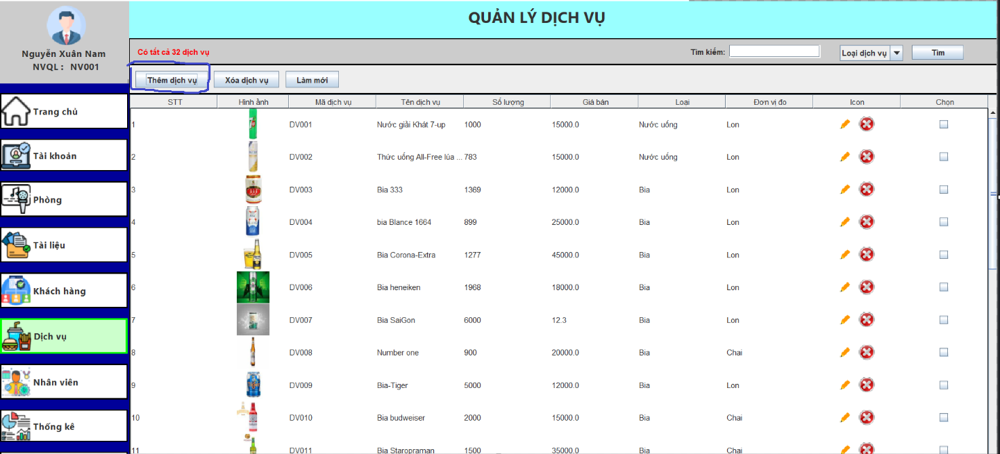 QUẢN LÝ DỊCH VỤ
Nguyễn Xuân Nam
NVQL : NV001
Có tất cả 32 dịch vụ
Tìm kiếm:
Loại dịch vụ
Tìm
Thêm dịch vụ
Xóa dịch vụ
Làm mới
Trang chủ
Tài khoản
Phòng
Tài liệu
Khách hàng
Dịch vụ
Nhân viên
Thống kê
STT Hình ảnh Mã dịch vụ Tên dịch vụ Số lượng Giá bán Loại Đơn vị đo Icon Chọn
1 DV001 Nước giải Khát 7-up 1000 15000.0 Nước uống Lon
2 DV002 Thức uống All-Free lúa ... 783 15000.0 Nước uống Lon
3 DV003 Bia 333 1369 12000.0 Bia Lon
4 DV004 bia Blance 1664 899 25000.0 Bia Lon
5 DV005 Bia Corona-Extra 1277 45000.0 Bia Lon
6 DV006 Bia heneiken 1968 18000.0 Bia Lon
7 DV007 Bia SaiGon 6000 12.3 Bia Lon
8 DV008 Number one 900 20000.0 Bia Chai
9 DV009 Bia-Tiger 5000 12000.0 Bia Lon
10 DV010 Bia budweiser 2000 15000.0 Bia Chai
11 DV011 Bia Staropraman 1500 35000.0 Bia Chai